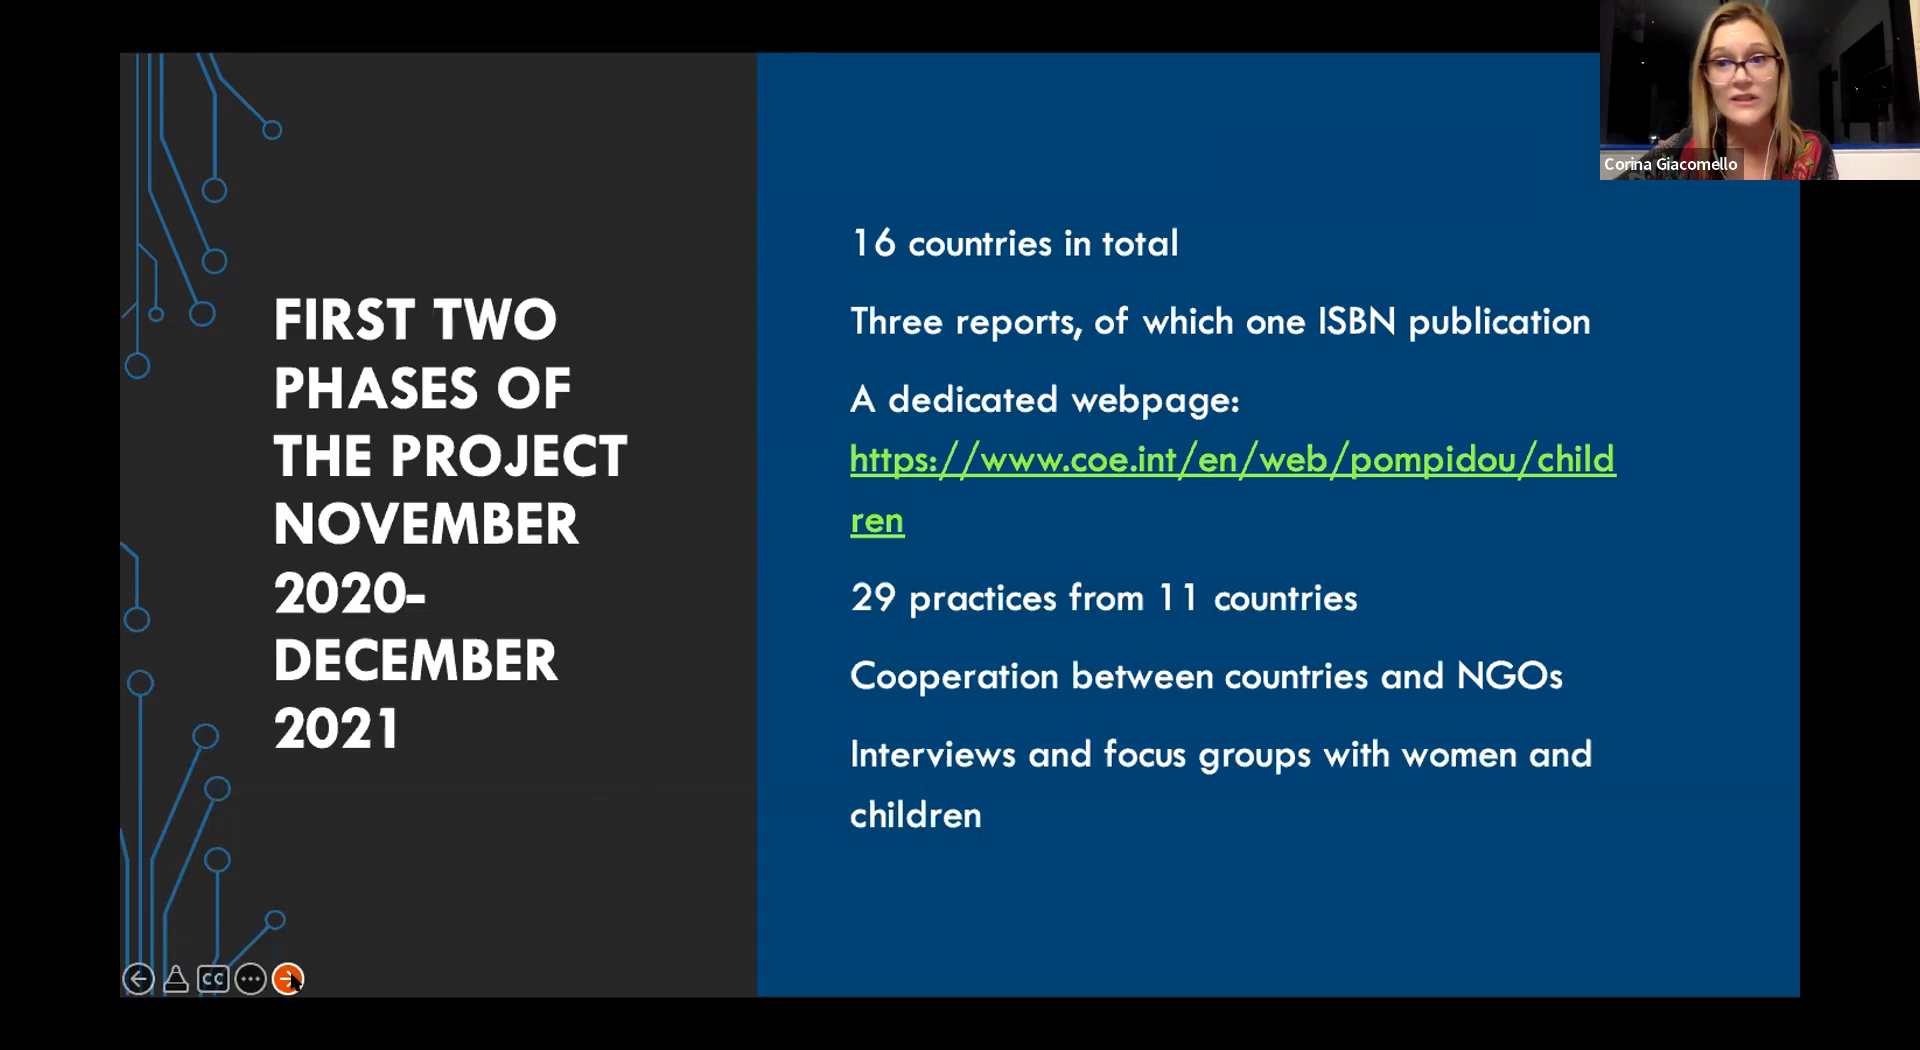 FIRST TWO
PHASES OF
THE PROJECT
NOVEMBER
2020-
DECEMBER
2021
16 countries in total
Three reports, of which one ISBN publication
A dedicated webpage:
https://www.coe.int/en/web/pompidou/child
ren
29 practices from 11 countries
Cooperation between countries and NGOs
Interviews and focus groups with women and
children
Corina Giacomello
CC